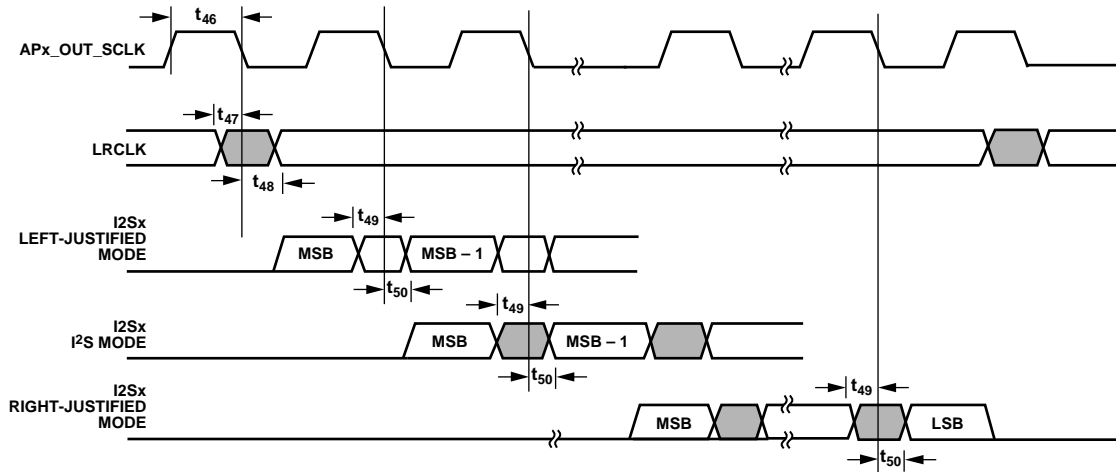 t46
APx_OUT_SCLK
t47
LRCLK
t48
I2Sx
LEFT-JUSTIFIED
MODE
t49
MSB
MSB – 1
t50
I2Sx
I2S MODE
t49
MSB
MSB – 1
t50
I2Sx
RIGHT-JUSTIFIED
MODE
t49
MSB
LSB
t50